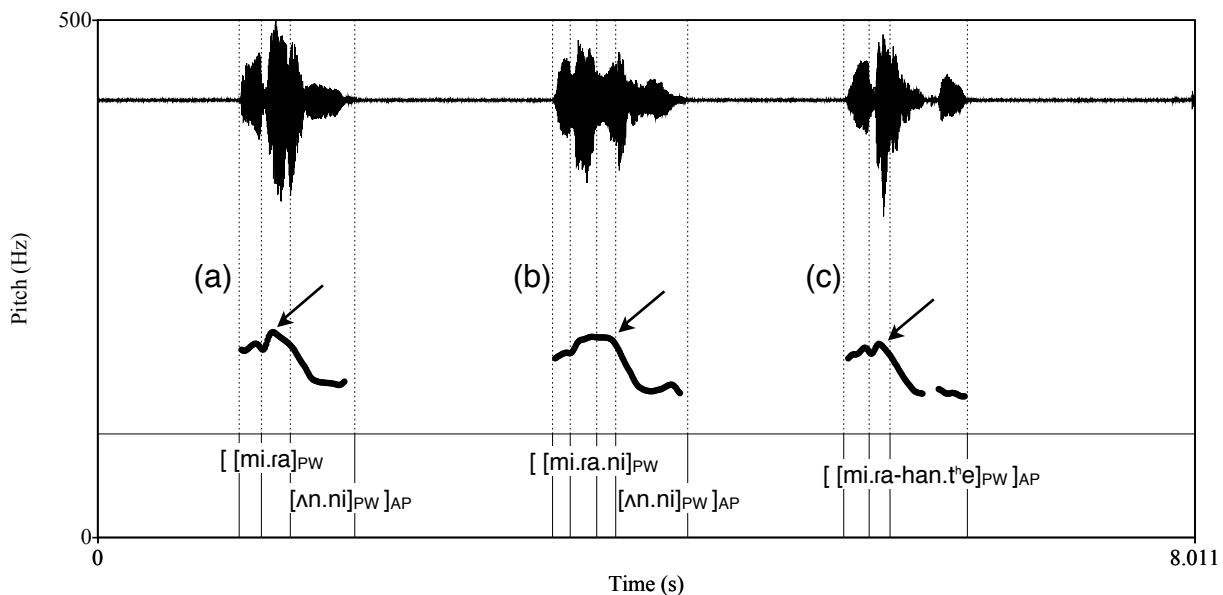 500
(a)
(b)
(c)
Pitch (Hz)
[ [mi.ɾa]PW
[ [mi.ɾa.ni]PW
[ [mi.ɾa-han.tʰe]PW ]AP
[ʌn.ni]PW ]AP
[ʌn.ni]PW ]AP
0
0
8.011
Time (s)